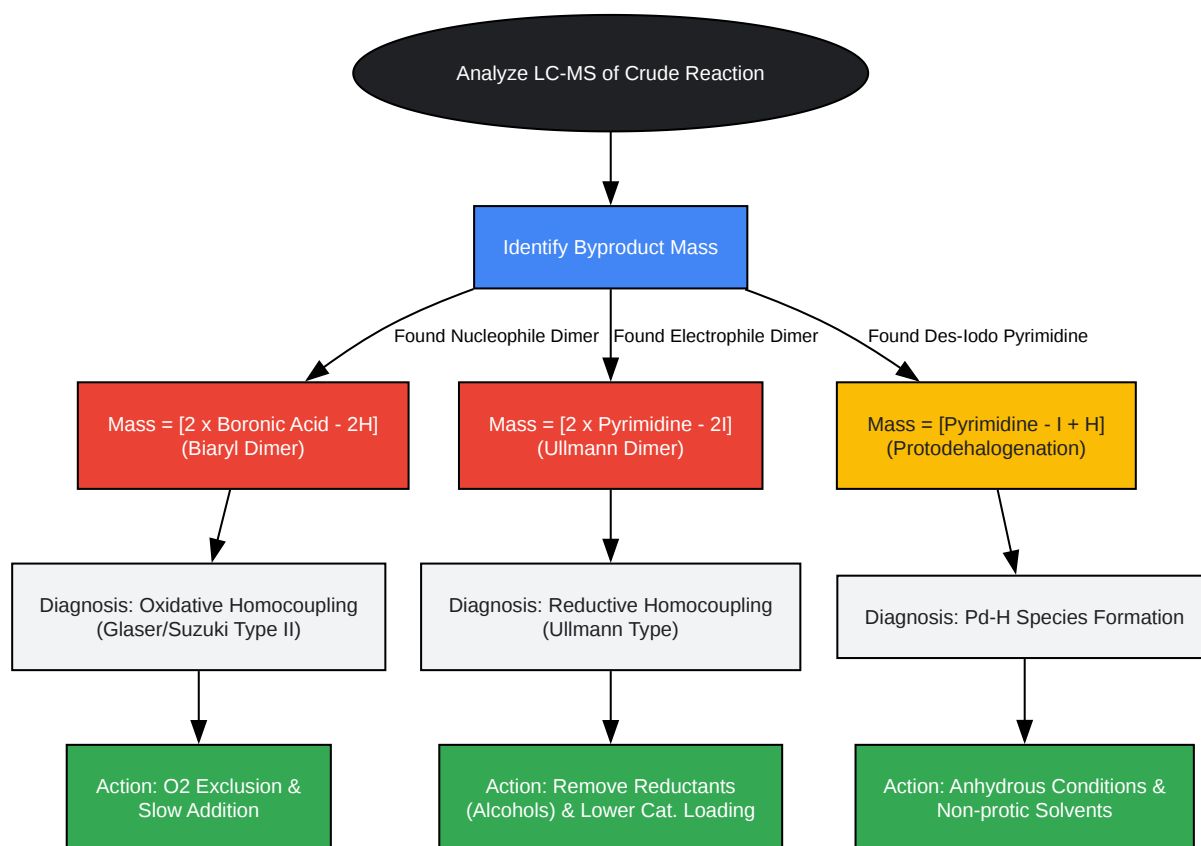 Analyze LC-MS of Crude Reaction
Identify Byproduct Mass
Found Nucleophile Dimer
Found Electrophile Dimer
Found Des-Iodo Pyrimidine
Mass = [2 x Boronic Acid - 2H]
(Biaryl Dimer)
Mass = [2 x Pyrimidine - 2I]
(Ullmann Dimer)
Mass = [Pyrimidine - I + H]
(Protodehalogenation)
Diagnosis: Oxidative Homocoupling
(Glaser/Suzuki Type II)
Diagnosis: Reductive Homocoupling
(Ullmann Type)
Diagnosis: Pd-H Species Formation
Action: O2 Exclusion &
Slow Addition
Action: Remove Reductants
(Alcohols) & Lower Cat. Loading
Action: Anhydrous Conditions &
Non-protic Solvents